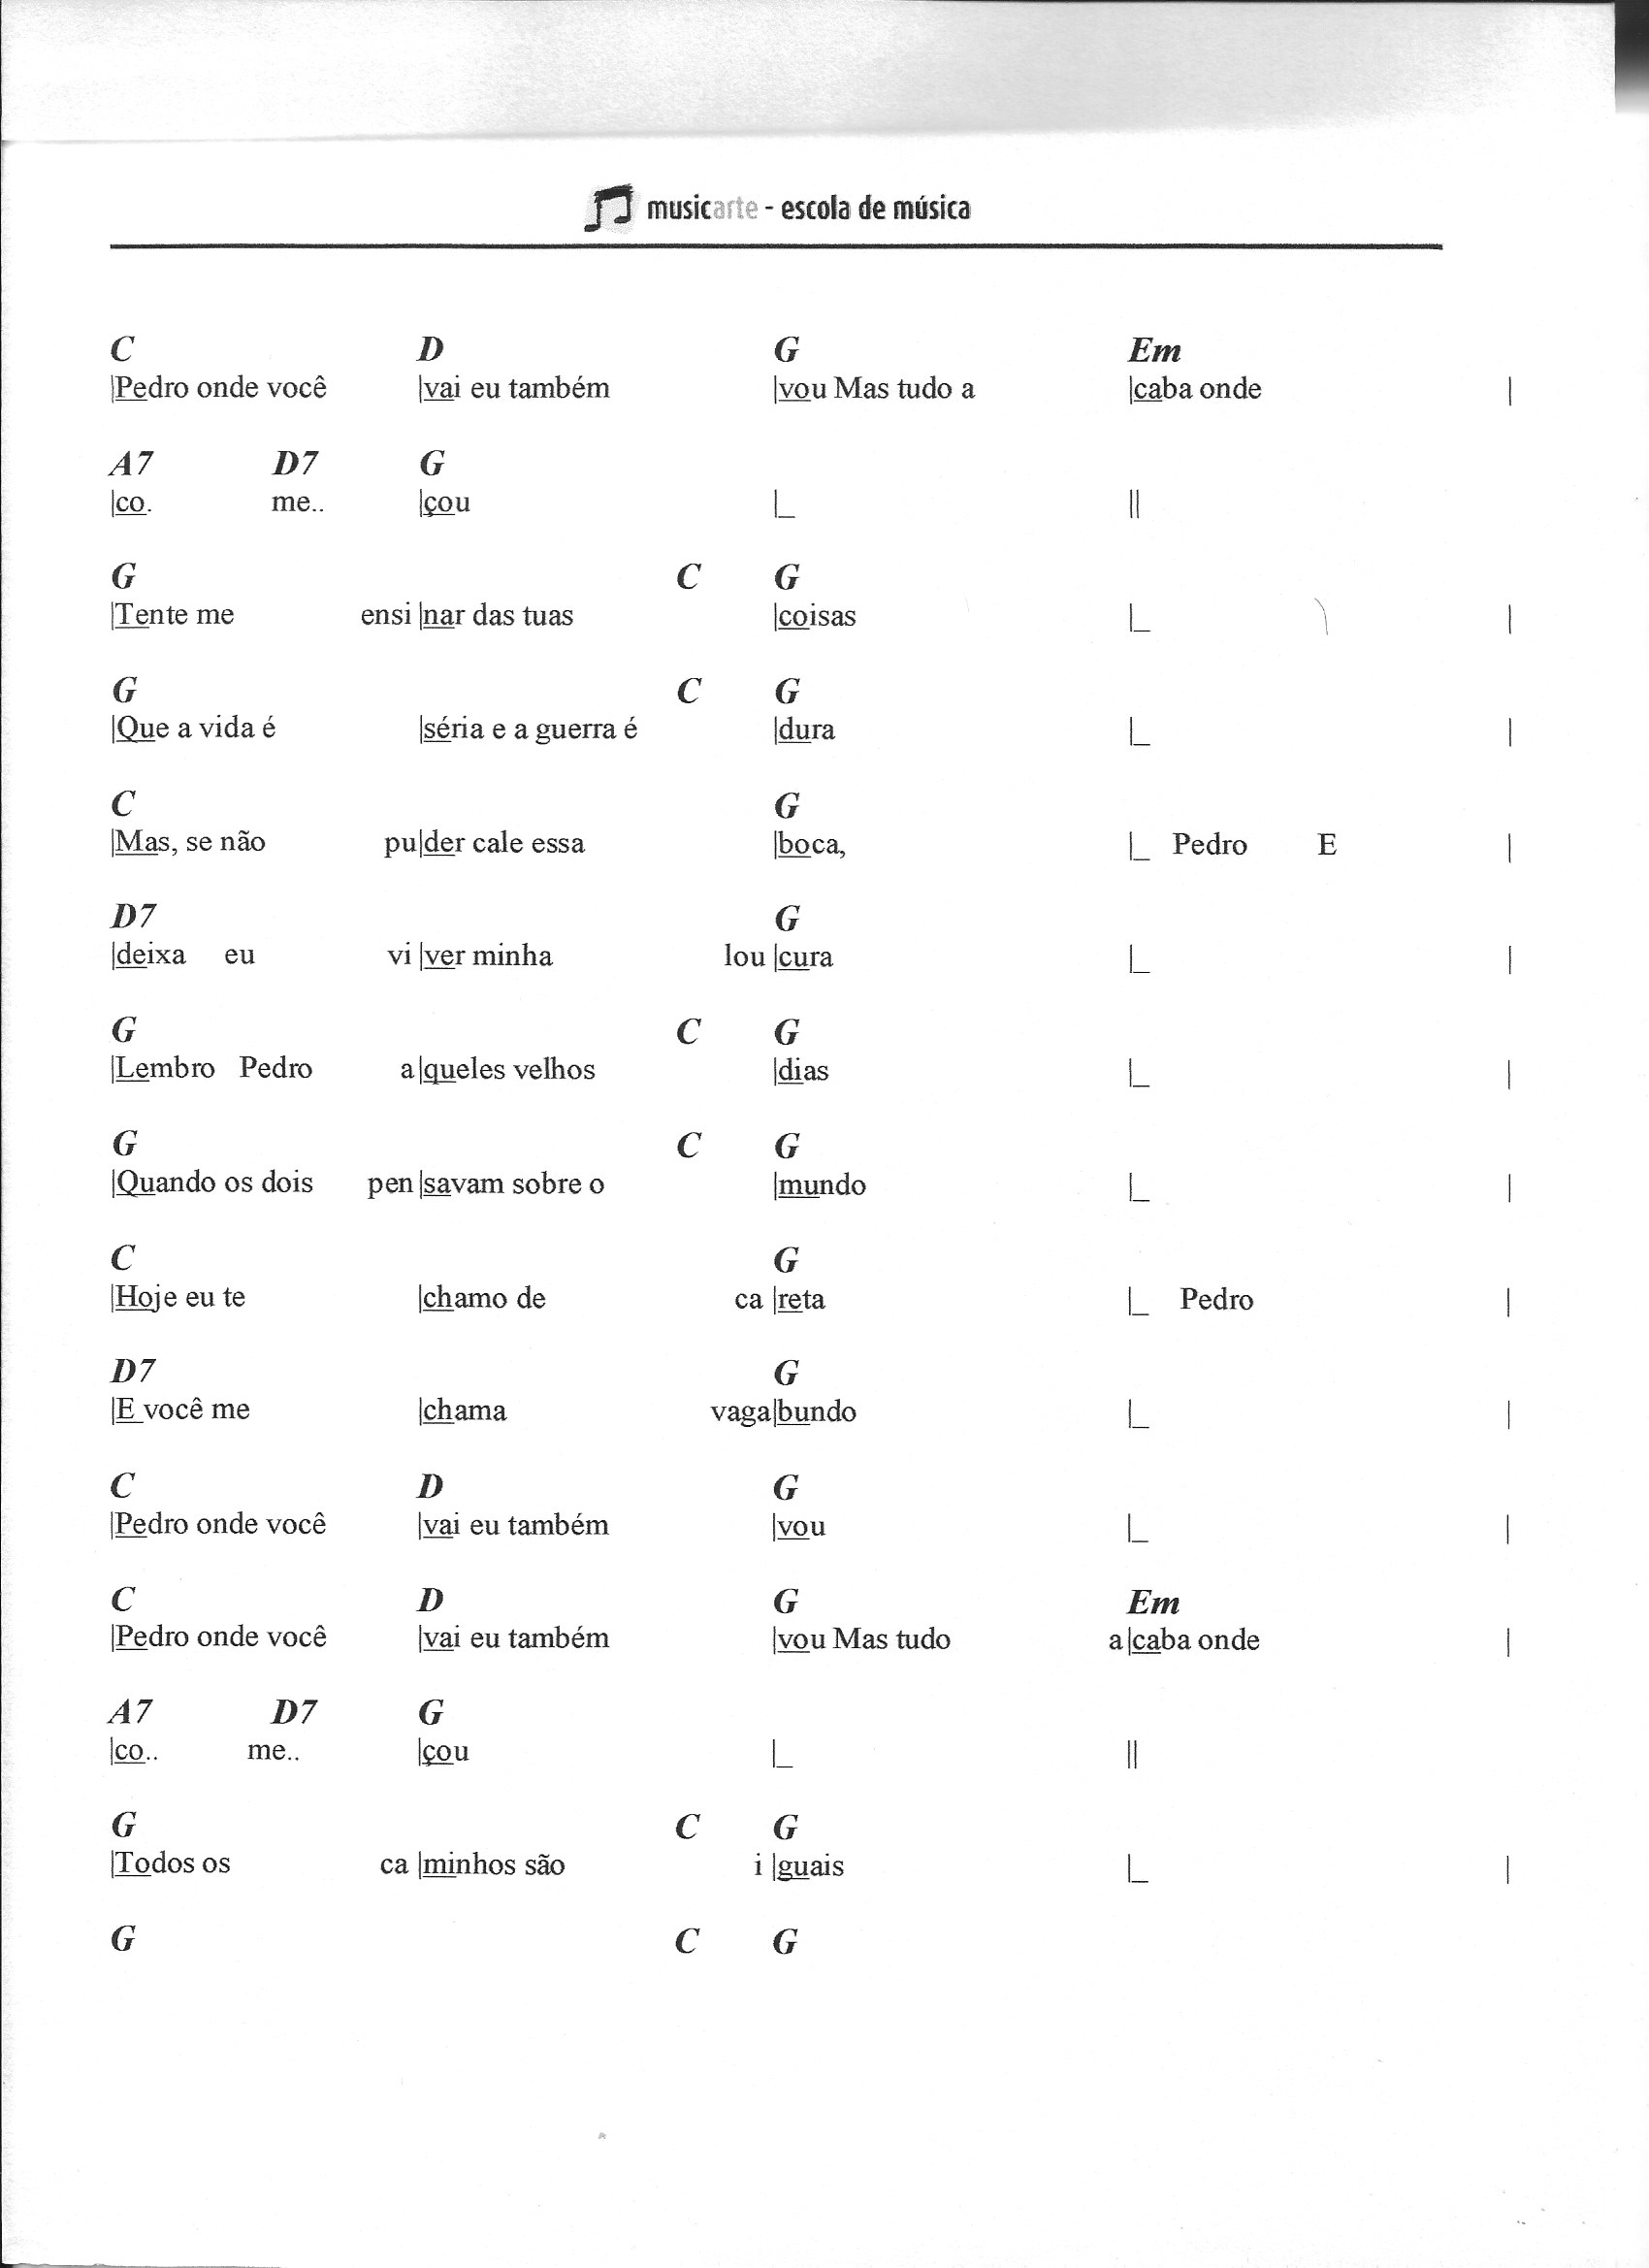 musicarte - escola de música
C D G Em
|Pedro onde você |vai eu também |vou Mas tudo a |caba onde |
A7 D7 G
|co. me.. |çou |_ ||
G C G
|Tente me ensi |nar das tuas |coisas |_ |
G C G
|Que a vida é |séria e a guerra é |dura |_ |
C G
|Mas, se não pu|der cale essa |boca, |_ Pedro E |
D7 G
|deixa eu vi |ver minha lou |cura |_ |
G C G
|Lembro Pedro a|queles velhos |dias |_ |
G C G
|Quando os dois pen |savam sobre o |mundo |_ |
C G
|Hoje eu te |chamo de ca |reta |_ Pedro |
D7 G
|E você me |chama vaga|bundo |_ |
C D G
|Pedro onde você |vai eu também |vou |_ |
C D G Em
|Pedro onde você |vai eu também |vou Mas tudo a|caba onde |
A7 D7 G
|co.. me.. |çou |_ ||
G C G
|Todos os ca |minhos são i |guais |_ |
G C G